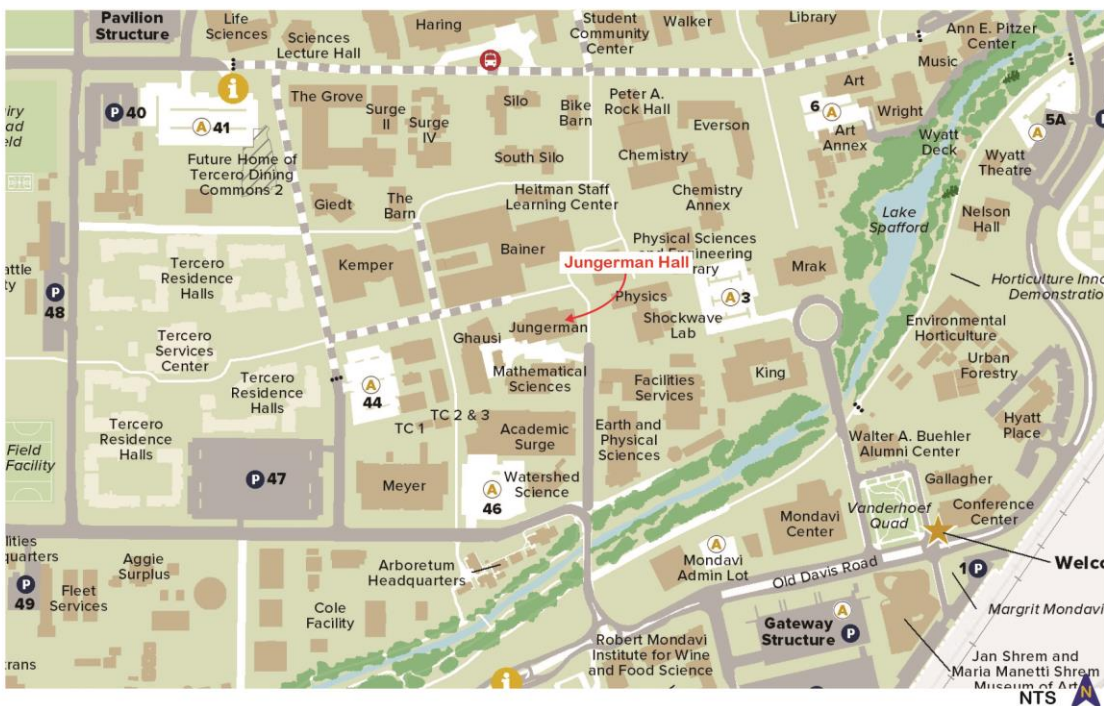 Pavilion
Structure
Life
Sciences
Sciences
Lecture Hall
Haring
Student
Community
Center
Walker
Library
Ann E. Pitzer
Center
Music
P 40
i
A 41
The Grove
Surge
II
Surge
IV
Silo
Bike
Barn
Peter A.
Rock Hall
Everson
6
A
Art
Wright
Art
Annex
Wyatt
Deck
5A
A
Wyatt
Theatre
Future Home of
Tercero Dining
Commons 2
South Silo
Chemistry
Giedt
The
Barn
Heitman Staff
Learning Center
Chemistry
Annex
Lake
Spafford
Nelson
Hall
Tercero
Residence
Halls
Kemper
Bainer
Physical Sciences
Jungerman Hall
Mrak
P
48
Physics
A 3
Horticulture Inno
Demonstratio
Tercero
Services
Center
Ghausi
Jungerman
Shockwave
Lab
Environmental
Horticulture
Urban
Forestry
Tercero
Residence
Halls
A
44
Mathematical
Sciences
Facilities
Services
King
Hyatt
Place
TC 1
TC 2 & 3
Tercero
Residence
Halls
Academic
Surge
Earth and
Physical
Sciences
Walter A. Buehler
Alumni Center
Field
Facility
P 47
Meyer
A
46
Watershed
Science
Gallagher
Mondavi
Center
Vanderhoef
Quad
Conference
Center
Aggie
Surplus
Arboretum
Headquarters
A
Mondavi
Admin Lot
Old Davis Road
Welco
1 P
P
49
Fleet
Services
Cole
Facility
A
Gateway
Structure P
Margrit Mondavi
Robert Mondavi
Institute for Wine
and Food Science
i
Jan Shrem and
Maria Manetti Shrem
Museum of Art
NTS N